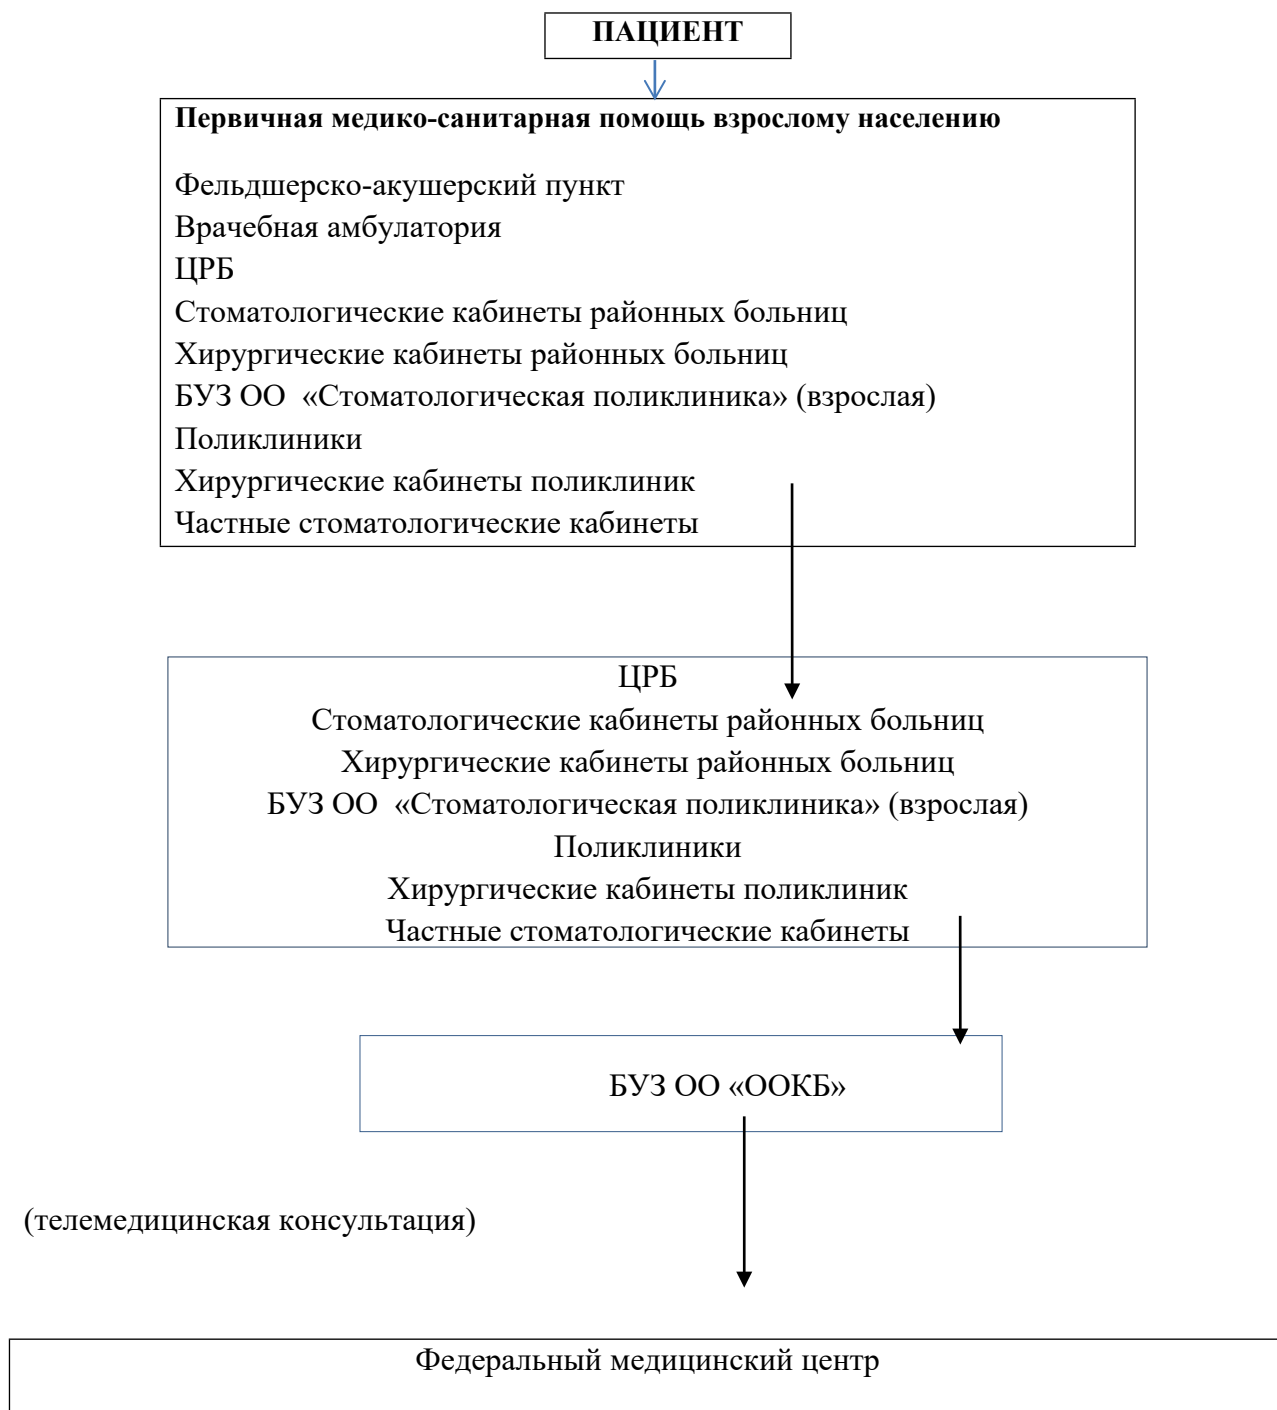 ПАЦИЕНТ
Первичная медико-санитарная помощь взрослому населению
Фельдшерско-акушерский пункт
Врачебная амбулатория
ЦРБ
Стоматологические кабинеты районных больниц
Хирургические кабинеты районных больниц
БУЗ ОО «Стоматологическая поликлиника» (взрослая)
Поликлиники
Хирургические кабинеты поликлиник
Частные стоматологические кабинеты
ЦРБ
Стоматологические кабинеты районных больниц
Хирургические кабинеты районных больниц
БУЗ ОО «Стоматологическая поликлиника» (взрослая)
Поликлиники
Хирургические кабинеты поликлиник
Частные стоматологические кабинеты
БУЗ ОО «ООКБ»
(телемедицинская консультация)
Федеральный медицинский центр